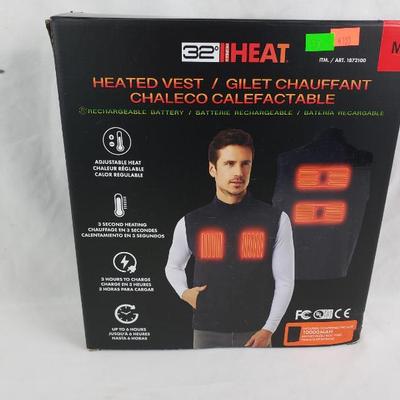 32° HEAT
M
ITM. / ART. 1872100
HEATED VEST / GILET CHAUFFANT
CHALECO CALEFACTABLE
RECHARGEABLE BATTERY / BATTERIE RECHARGEABLE / BATERÍA RECARGABLE
ADJUSTABLE HEAT
CHALEUR RÉGLABLE
CALOR REGULABLE
3 SECOND HEATING
CHAUFFAGE EN 3 SECONDES
CALENTAMIENTO EN 3 SEGUNDOS
3 HOURS TO CHARGE
CHARGE EN 3 HEURES
3 HORAS PARA CARGAR
UP TO 6 HOURS
JUSQU'À 6 HEURES
HASTA 6 HORAS
FC UL CE
10000MAH